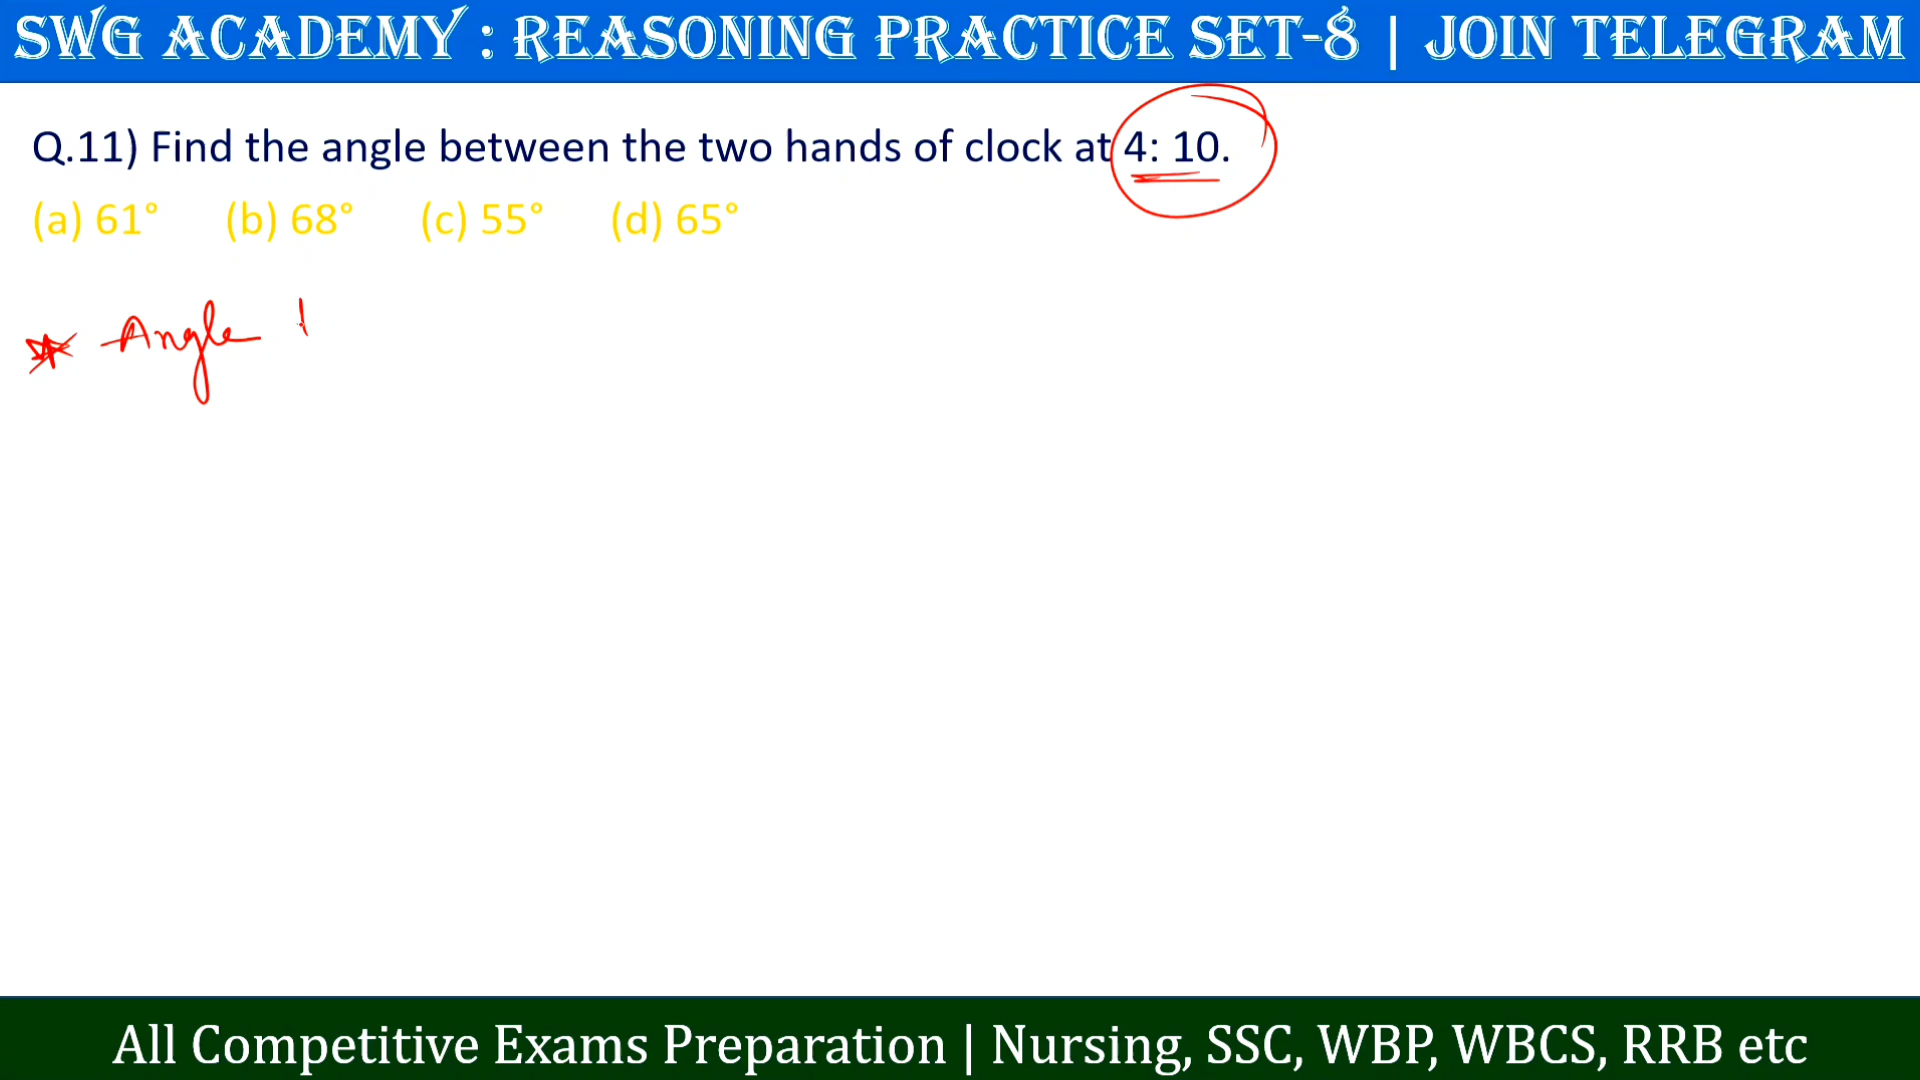 SWG ACADEMY : REASONING PRACTICE SET-8 | JOIN TELEGRAM
Q.11) Find the angle between the two hands of clock at 4: 10.
(a) 61° (b) 68° (c) 55° (d) 65°
Angle
All Competitive Exams Preparation | Nursing, SSC, WBP, WBCS, RRB etc